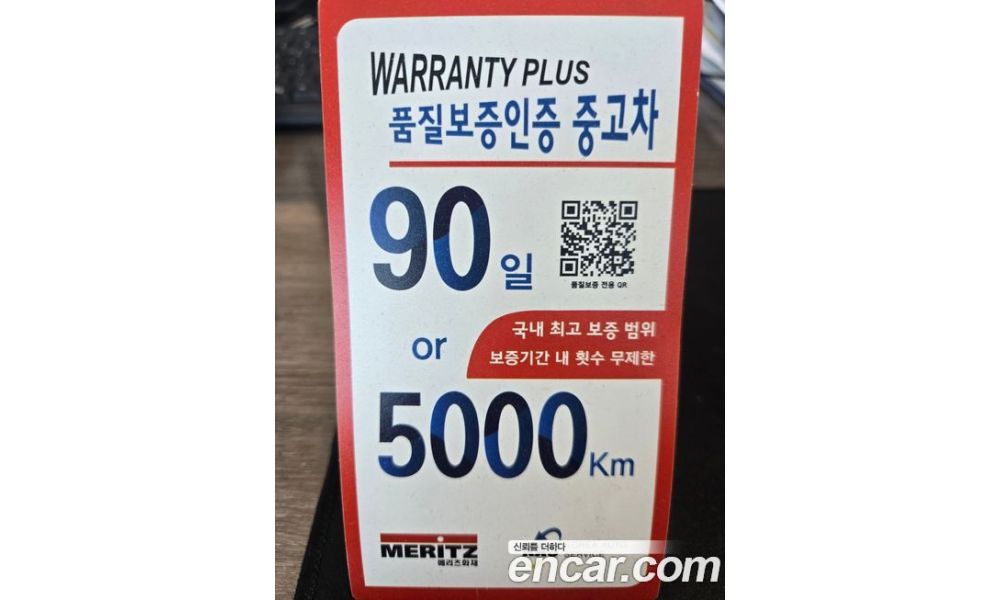 WARRANTY PLUS
품질보증인증 중고차
90일
품질보증 전용 QR
or
국내 최고 보증 범위
보증기간 내 횟수 무제한
5000Km
MERITZ
메리츠화재
신뢰를 더하다
SERVICE
encar.com